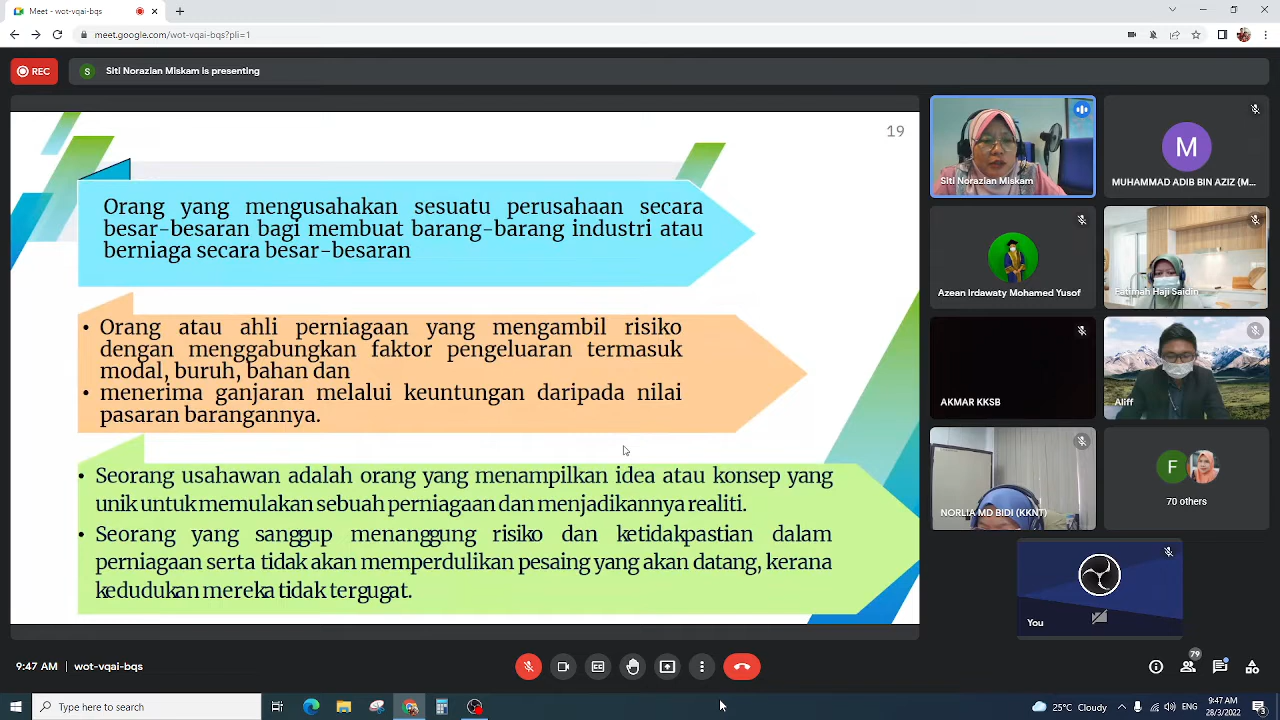 Meet - wot-vqai-bqs
meet.google.com/wot-vqai-bqs?pli=1
REC
S
Siti Norazian Miskam is presenting
19
Orang yang mengusahakan sesuatu perusahaan secara
besar-besaran bagi membuat barang-barang industri atau
berniaga secara besar-besaran
• Orang atau ahli perniagaan yang mengambil risiko
dengan menggabungkan faktor pengeluaran termasuk
modal, buruh, bahan dan
• menerima ganjaran melalui keuntungan daripada nilai
pasaran barangannya.
• Seorang usahawan adalah orang yang menampilkan idea atau konsep yang
unik untuk memulakan sebuah perniagaan dan menjadikannya realiti.
• Seorang yang sanggup menanggung risiko dan ketidakpastian dalam
perniagaan serta tidak akan memperdulikan pesaing yang akan datang, kerana
kedudukan mereka tidak tergugat.
Siti Norazian Miskam
M
MUHAMMAD ADIB BIN AZIZ (M...
Azean Irdawaty Mohamed Yusof
Fatimah Haji Saidin
AKMAR KKSB
Aliff
NORLIA MD BIDI (KKNT)
F
70 others
You
9:47 AM | wot-vqai-bqs
79
Type here to search
25°C Cloudy
9:47 AM
28/3/2022
3